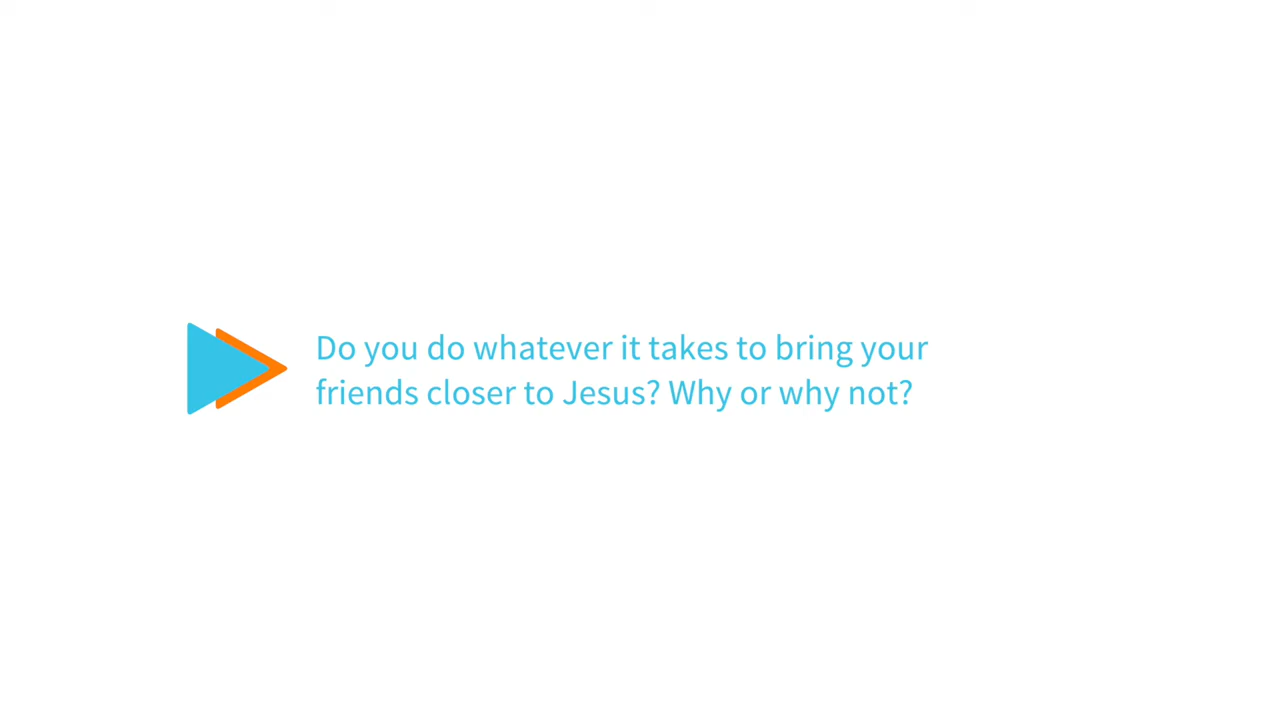 Do you do whatever it takes to bring your
friends closer to Jesus? Why or why not?